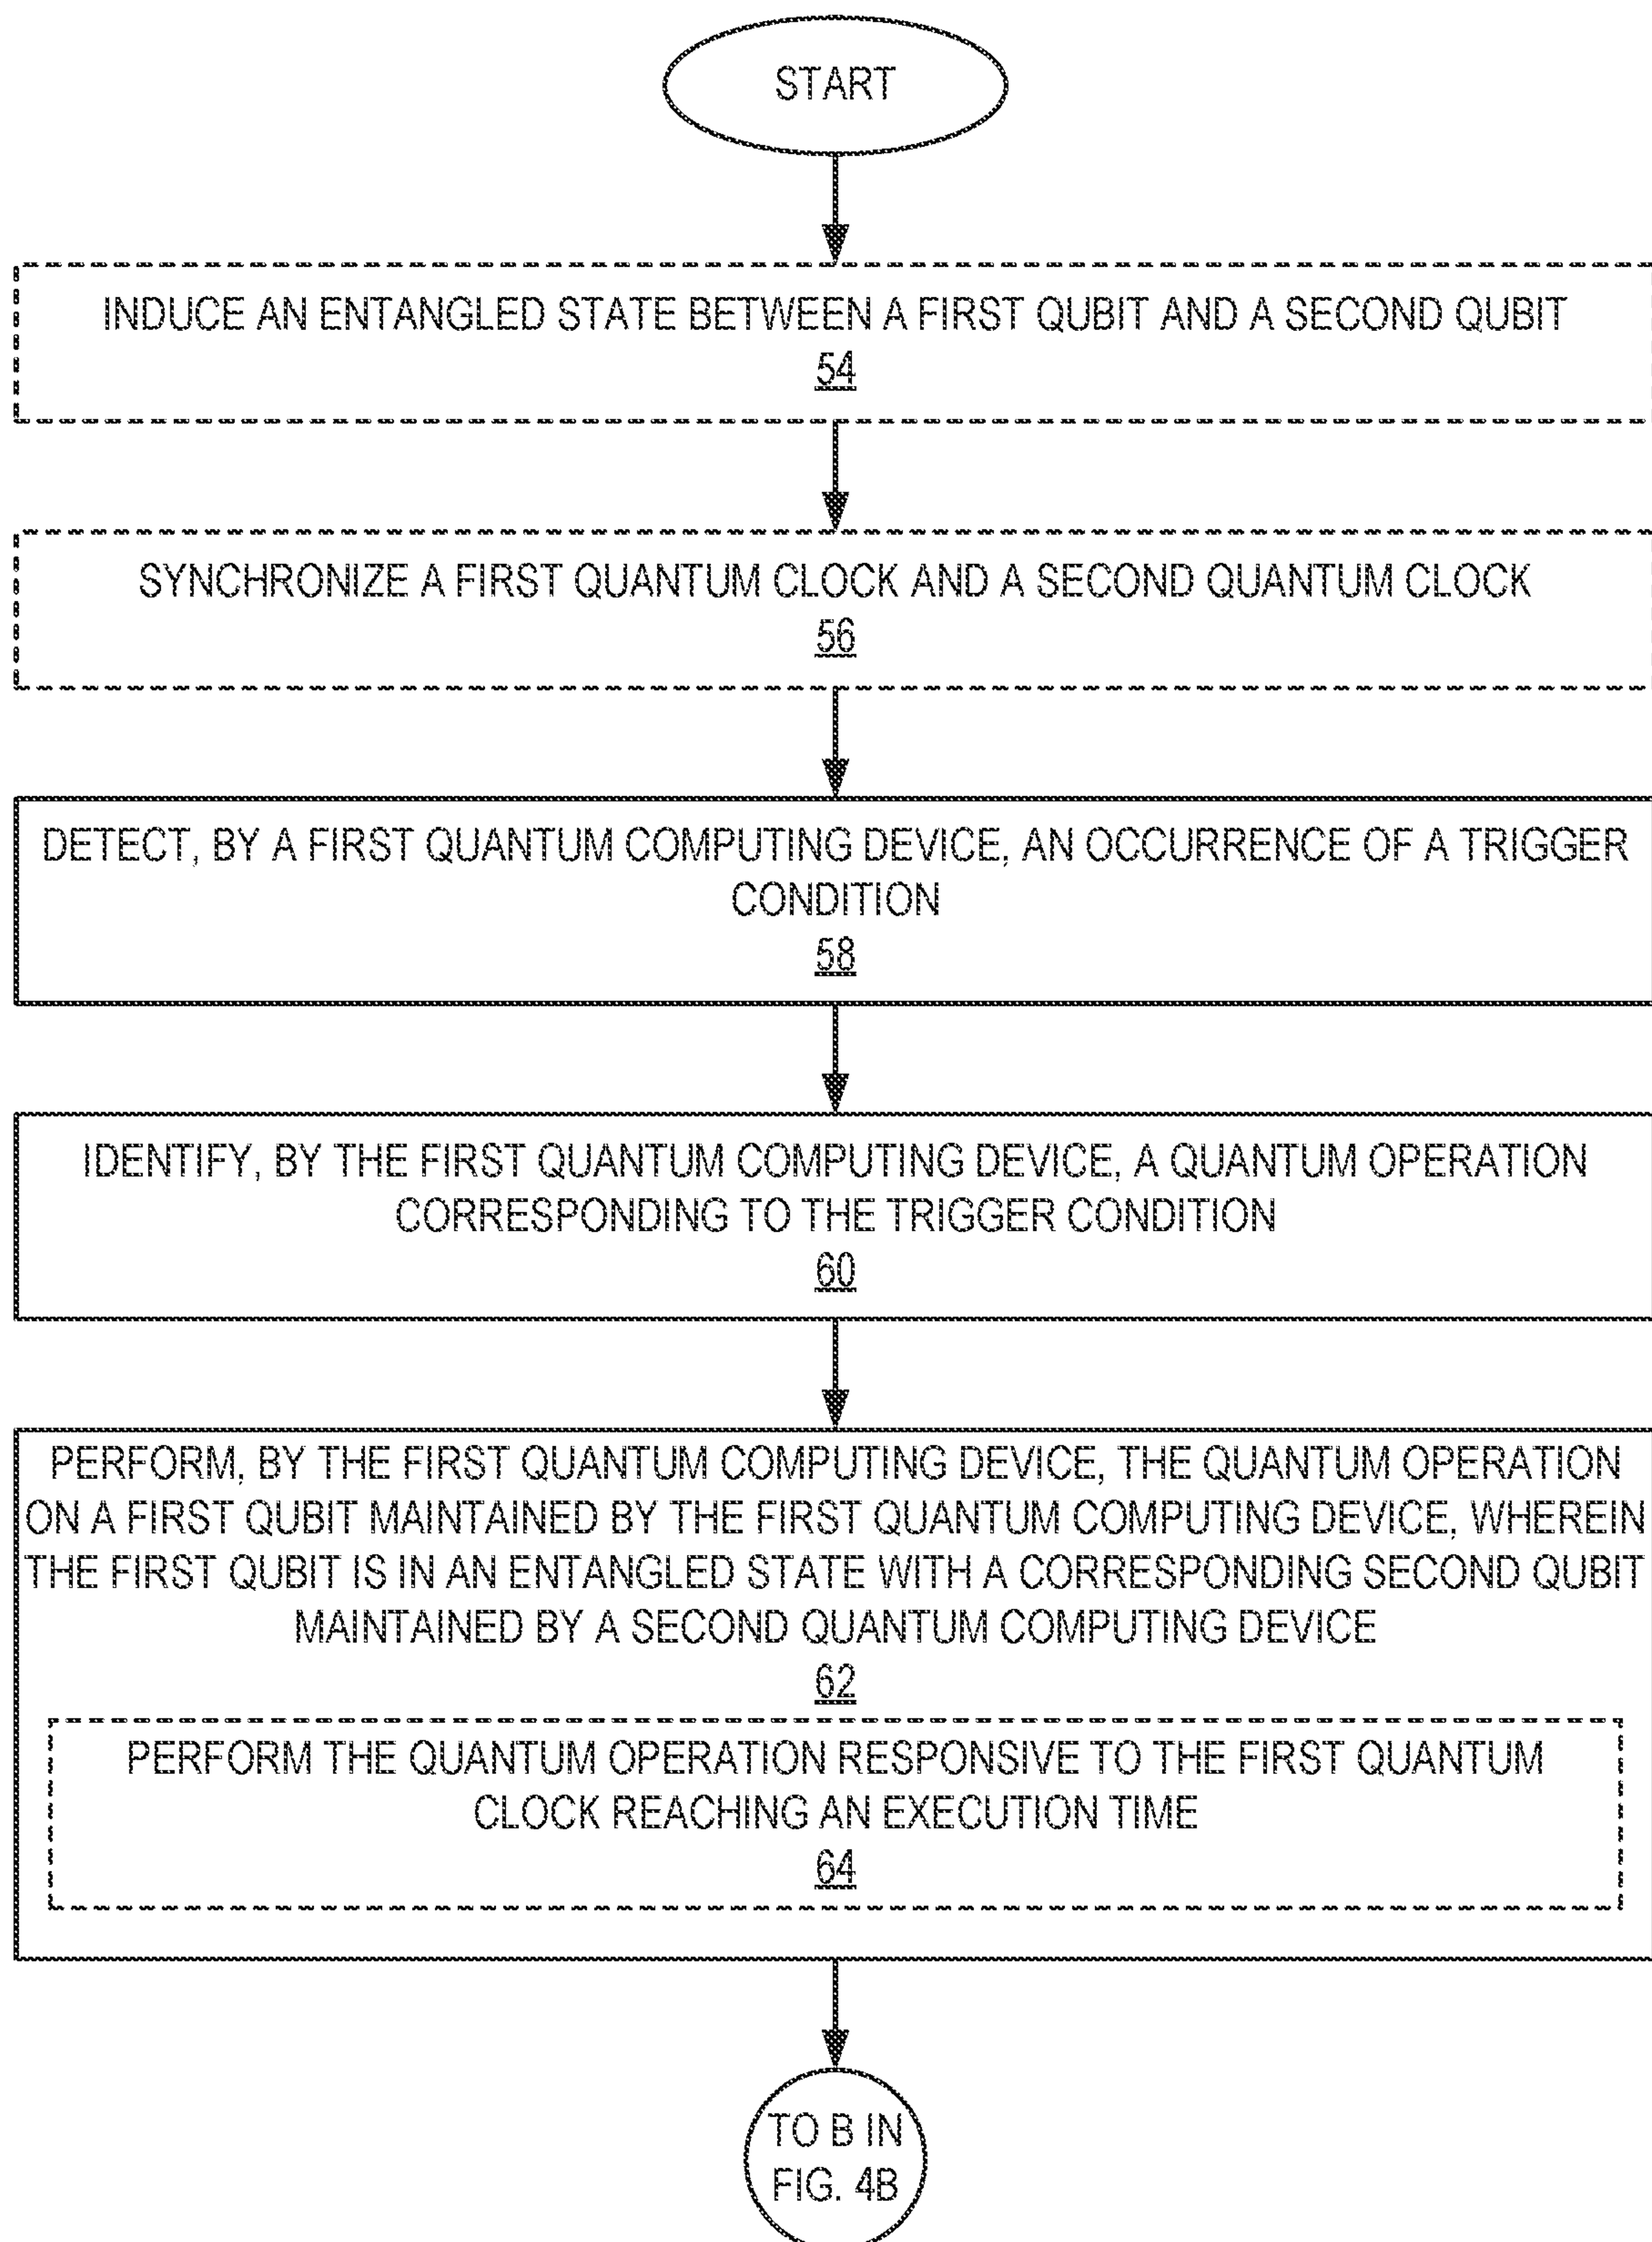 START
INDUCE AN ENTANGLED STATE BETWEEN A FIRST QUBIT AND A SECOND QUBIT
54
SYNCHRONIZE A FIRST QUANTUM CLOCK AND A SECOND QUANTUM CLOCK
56
DETECT, BY A FIRST QUANTUM COMPUTING DEVICE, AN OCCURRENCE OF A TRIGGER
CONDITION
58
IDENTIFY, BY THE FIRST QUANTUM COMPUTING DEVICE, A QUANTUM OPERATION
CORRESPONDING TO THE TRIGGER CONDITION
60
PERFORM, BY THE FIRST QUANTUM COMPUTING DEVICE, THE QUANTUM OPERATION
ON A FIRST QUBIT MAINTAINED BY THE FIRST QUANTUM COMPUTING DEVICE, WHEREIN
THE FIRST QUBIT IS IN AN ENTANGLED STATE WITH A CORRESPONDING SECOND QUBIT
MAINTAINED BY A SECOND QUANTUM COMPUTING DEVICE
62
PERFORM THE QUANTUM OPERATION RESPONSIVE TO THE FIRST QUANTUM
CLOCK REACHING AN EXECUTION TIME
64
TO B IN
FIG. 4B